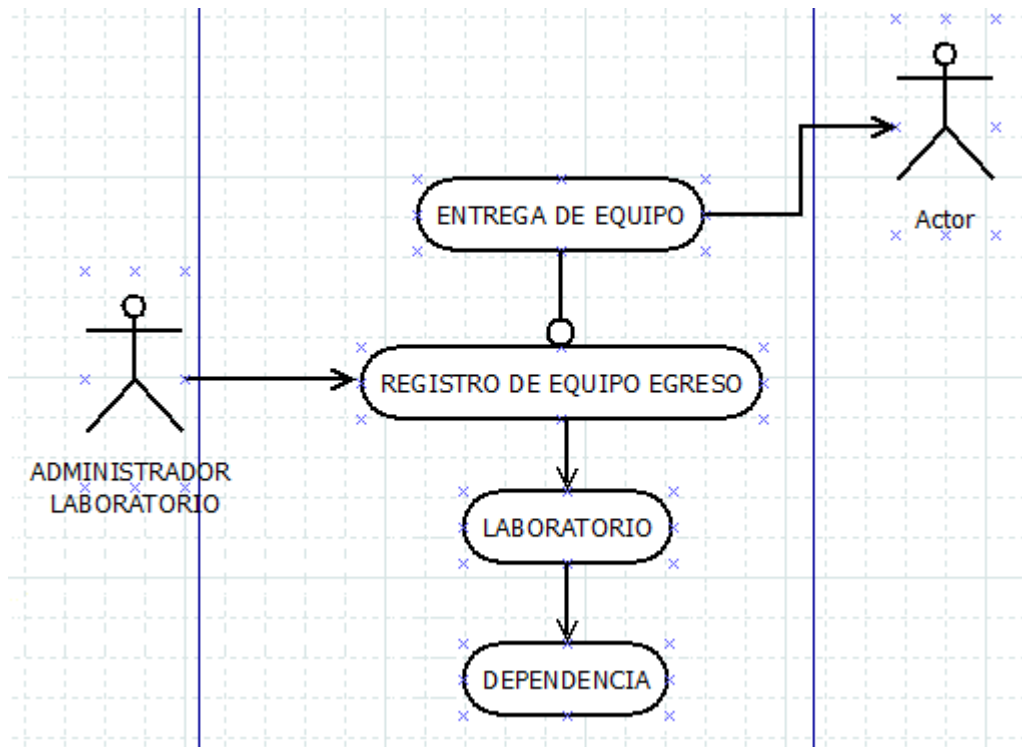 ENTREGA DE EQUIPO
Actor
REGISTRO DE EQUIPO EGRESO
ADMINISTRADOR
LABORATORIO
LABORATORIO
DEPENDENCIA